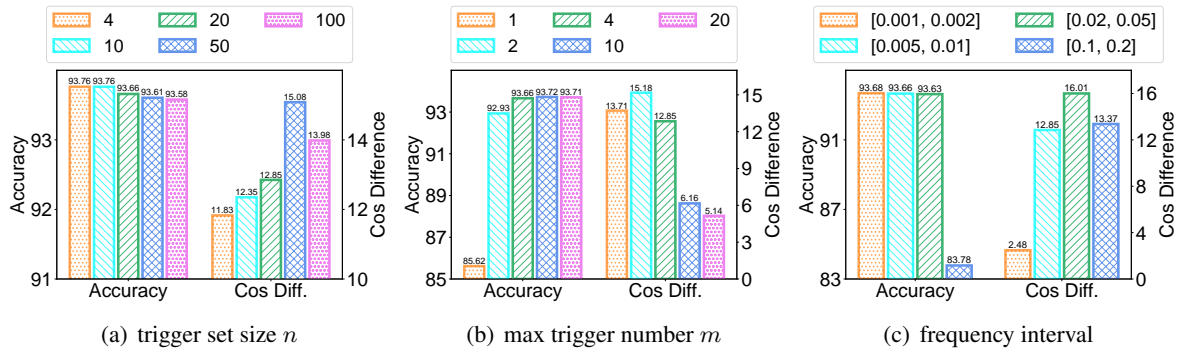 4 20 100
10 50
93.76 93.76 93.66 93.61 93.58
11.83 12.35 12.85 15.08 13.98
Accuracy
93
92
91
Cos Difference
14
12
10
Accuracy Cos Diff.
(a) trigger set size n
1 4 20
2 10
85.62 92.93 93.66 93.72 93.71
13.71 15.18 12.85 6.16 5.14
Accuracy
93
91
89
87
85
Cos Difference
15
12
9
6
3
0
Accuracy Cos Diff.
(b) max trigger number m
[0.001, 0.002] [0.02, 0.05]
[0.005, 0.01] [0.1, 0.2]
93.68 93.66 93.63 83.78
2.48 12.85 16.01 13.37
Accuracy
91
87
83
Cos Difference
16
12
8
4
0
Accuracy Cos Diff.
(c) frequency interval